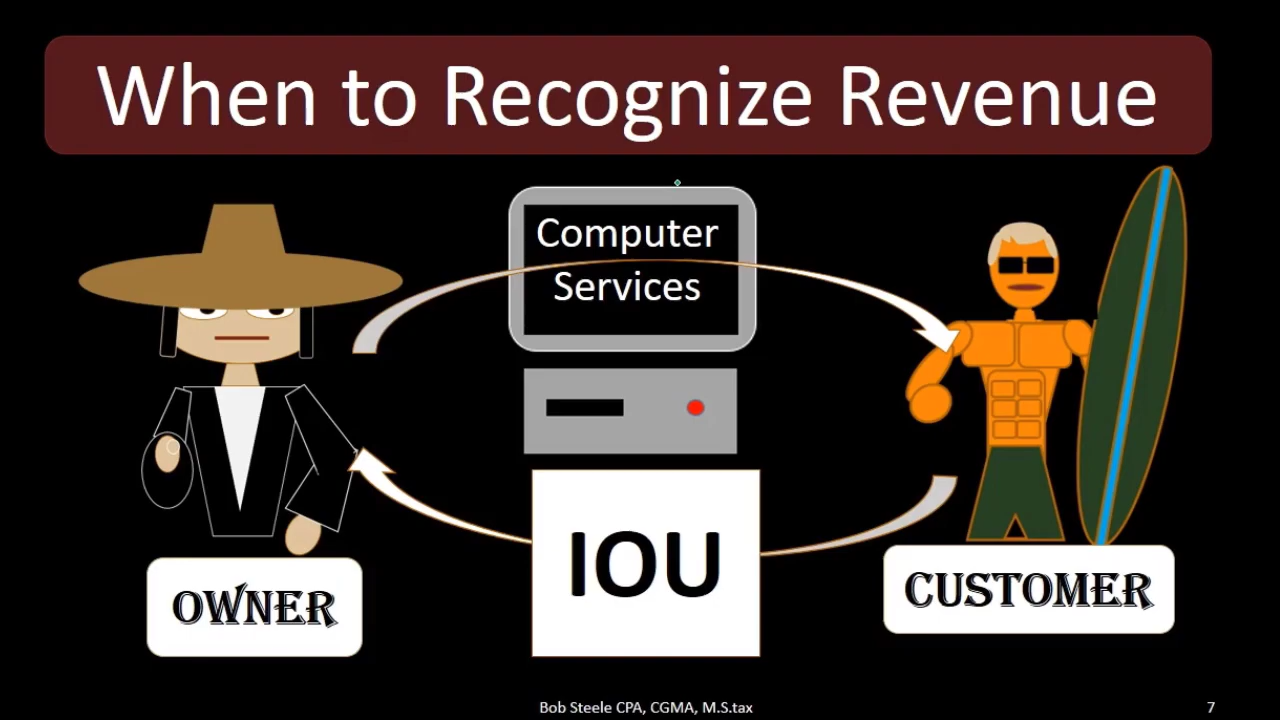 When to Recognize Revenue
Computer
Services
IOU
OWNER
CUSTOMER
Bob Steele CPA, CGMA, M.S.tax
7